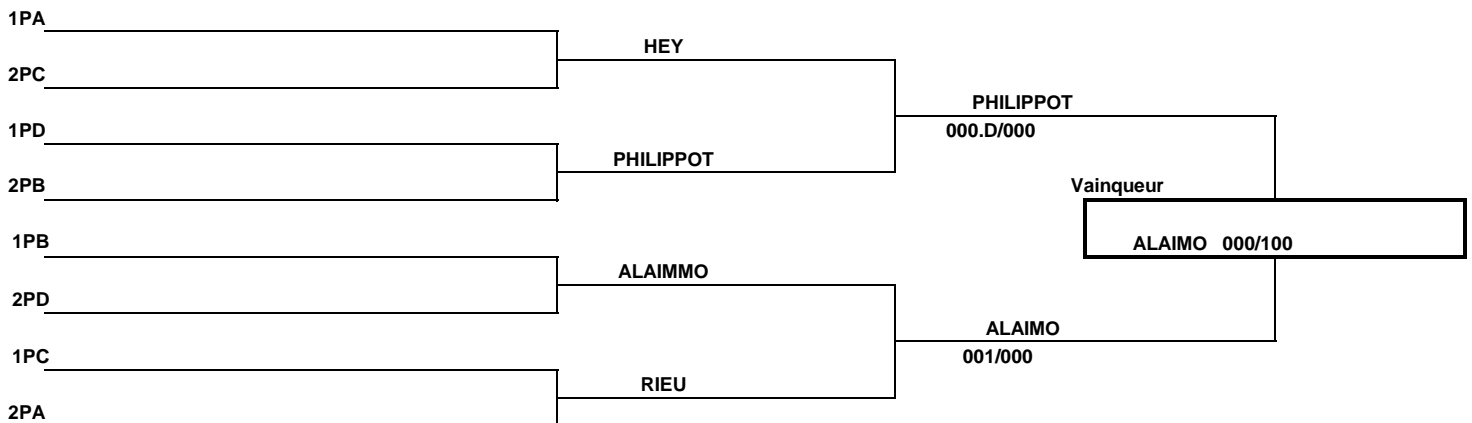 1PA
HEY
2PC
PHILIPPOT
1PD
000.D/000
PHILIPPOT
2PB
Vainqueur
1PB
ALAIMO 000/100
ALAIMMO
2PD
ALAIMO
1PC
001/000
RIEU
2PA